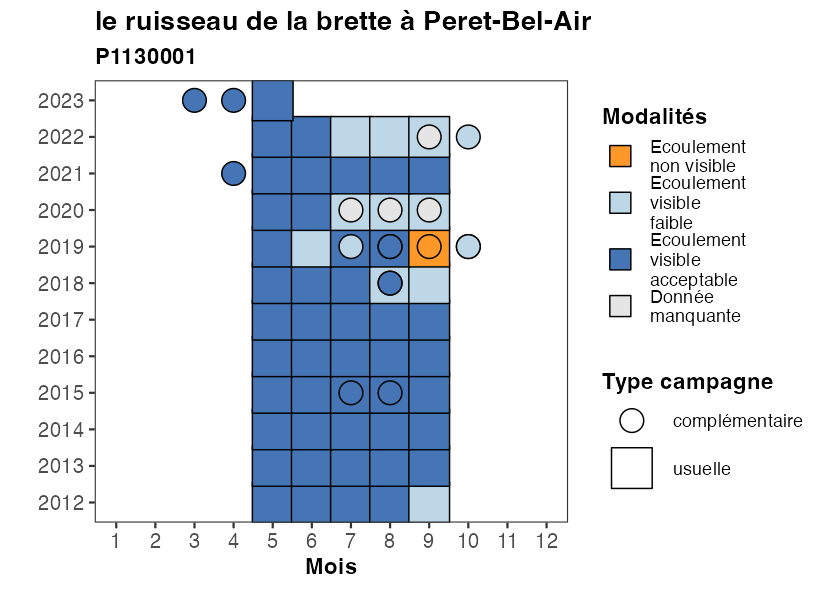 le ruisseau de la brette à Peret-Bel-Air
P1130001
2023
2022
2021
2020
2019
2018
2017
2016
2015
2014
2013
2012
1 2 3 4 5 6 7 8 9 10 11 12
Mois
Modalités
Ecoulement
non visible
Ecoulement
visible
faible
Ecoulement
visible
acceptable
Donnée
manquante
Type campagne
complémentaire
usuelle